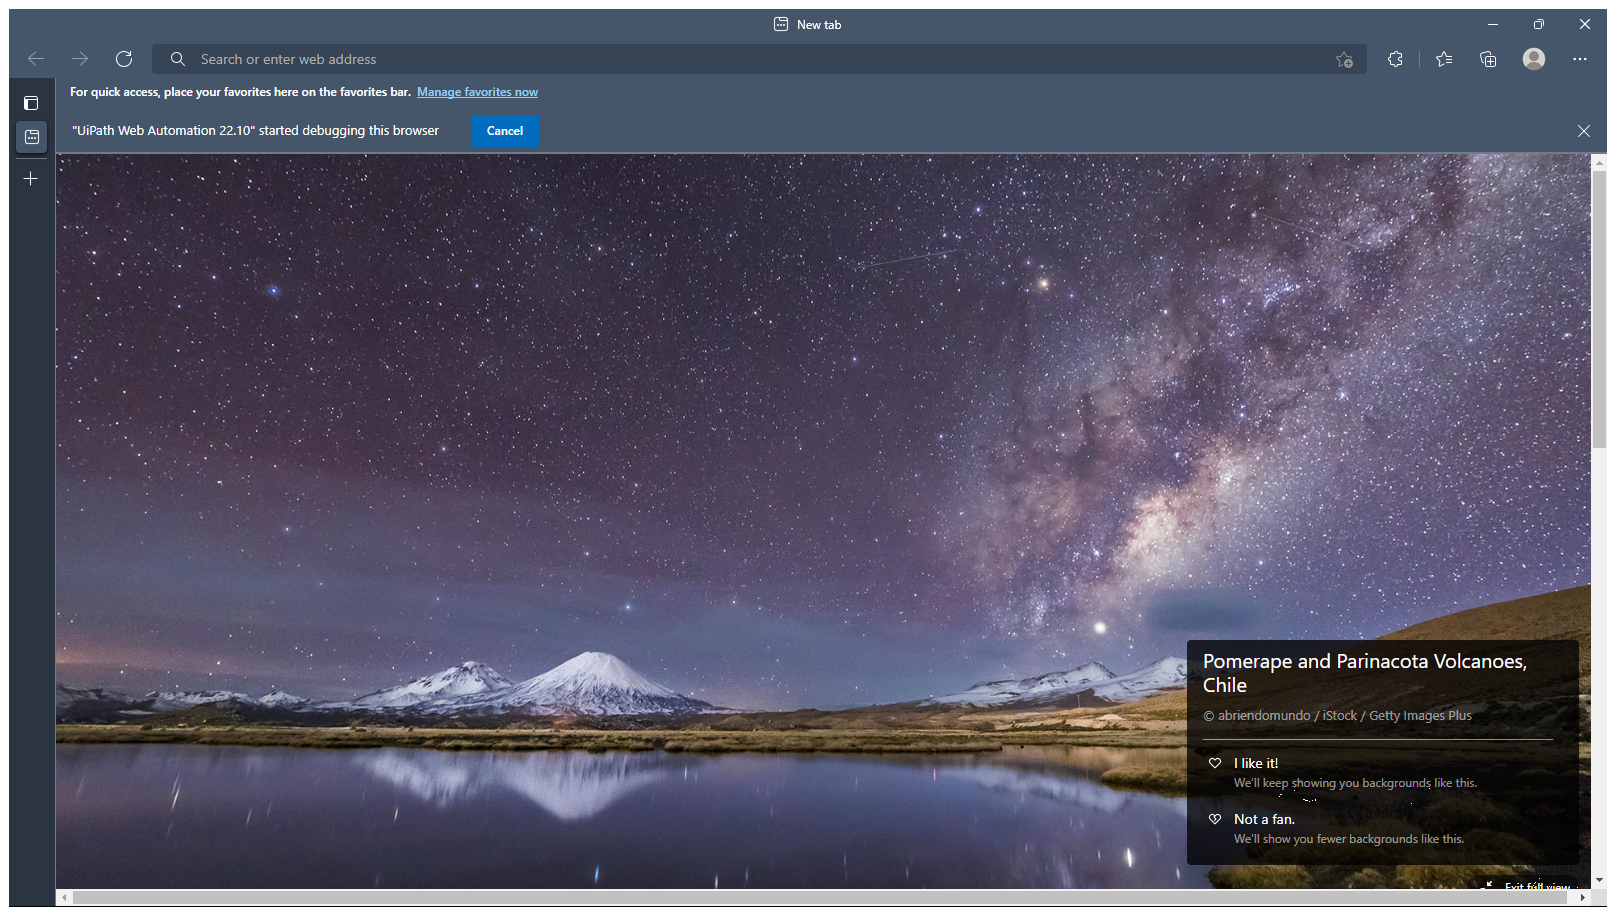 New tab
Search or enter web address
For quick access, place your favorites here on the favorites bar. Manage favorites now
"UiPath Web Automation 22.10" started debugging this browser
Cancel
Pomerape and Parinacota Volcanoes,
Chile
© abriendomundo / iStock / Getty Images Plus
I like it!
We'll keep showing you backgrounds like this.
Not a fan.
We'll show you fewer backgrounds like this.
Exit full view